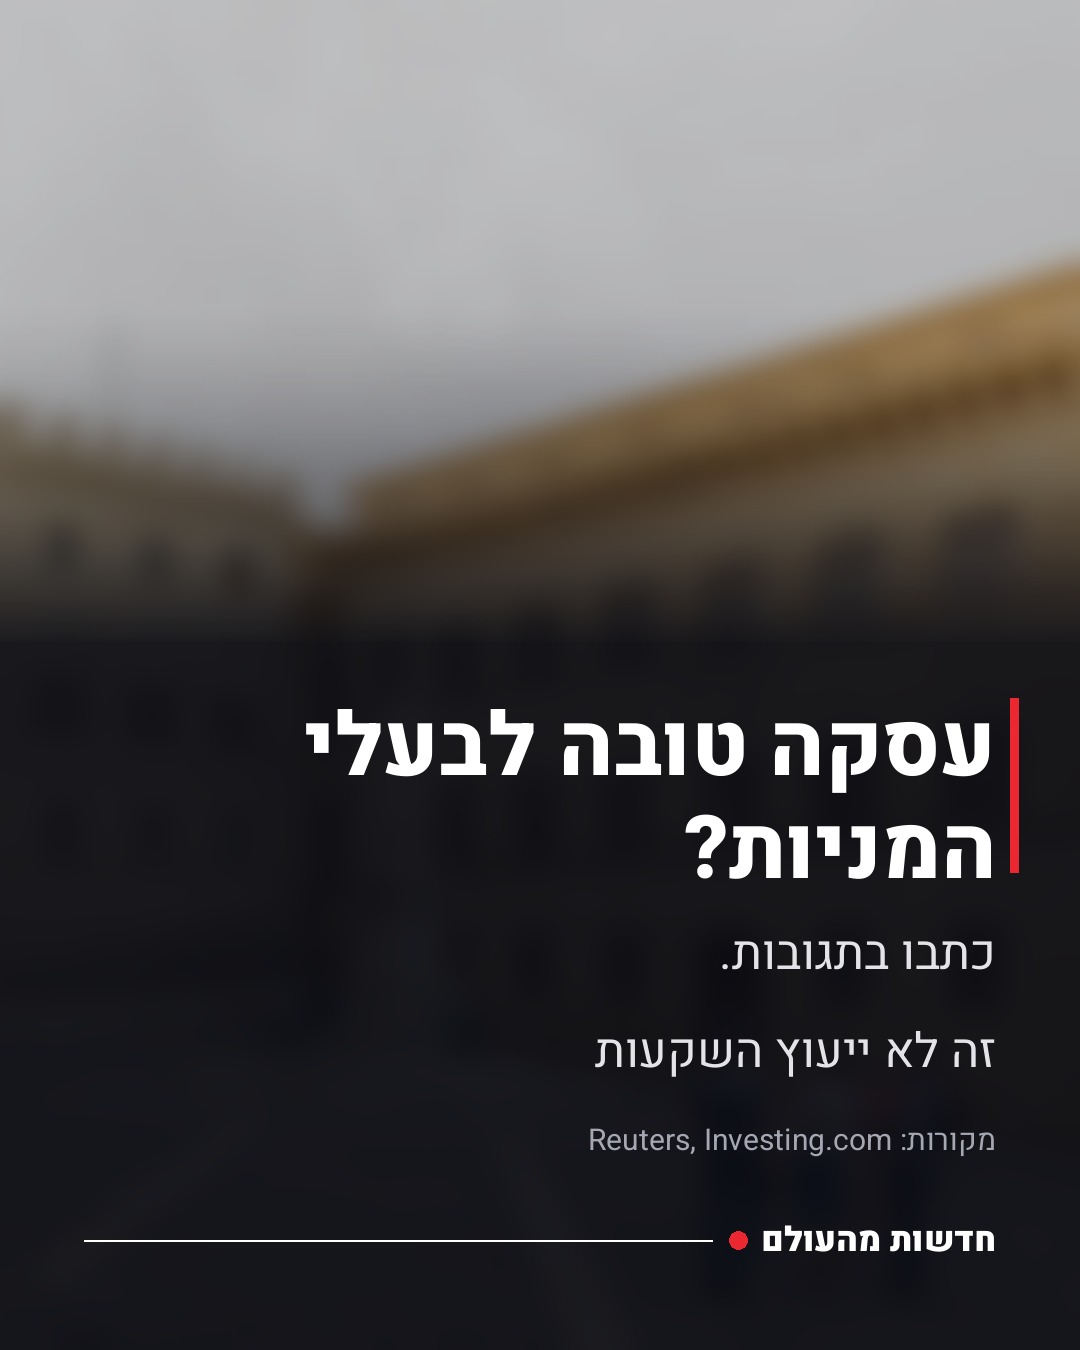 עסקה טובה לבעלי
המניות?
כתבו בתגובות.
זה לא ייעוץ השקעות
מקורות: Reuters, Investing.com
חדשות מהעולם